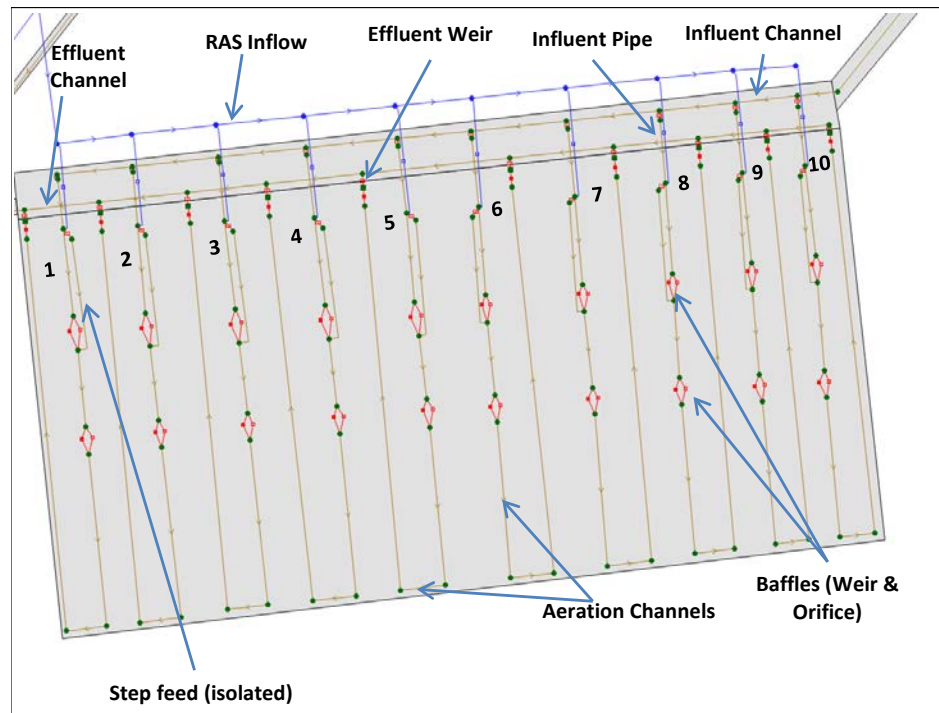 Effluent
Channel
RAS Inflow
Effluent Weir
Influent Pipe
Influent Channel
1
2
3
4
5
6
7
8
9
10
Aeration Channels
Baffles (Weir &
Orifice)
Step feed (isolated)